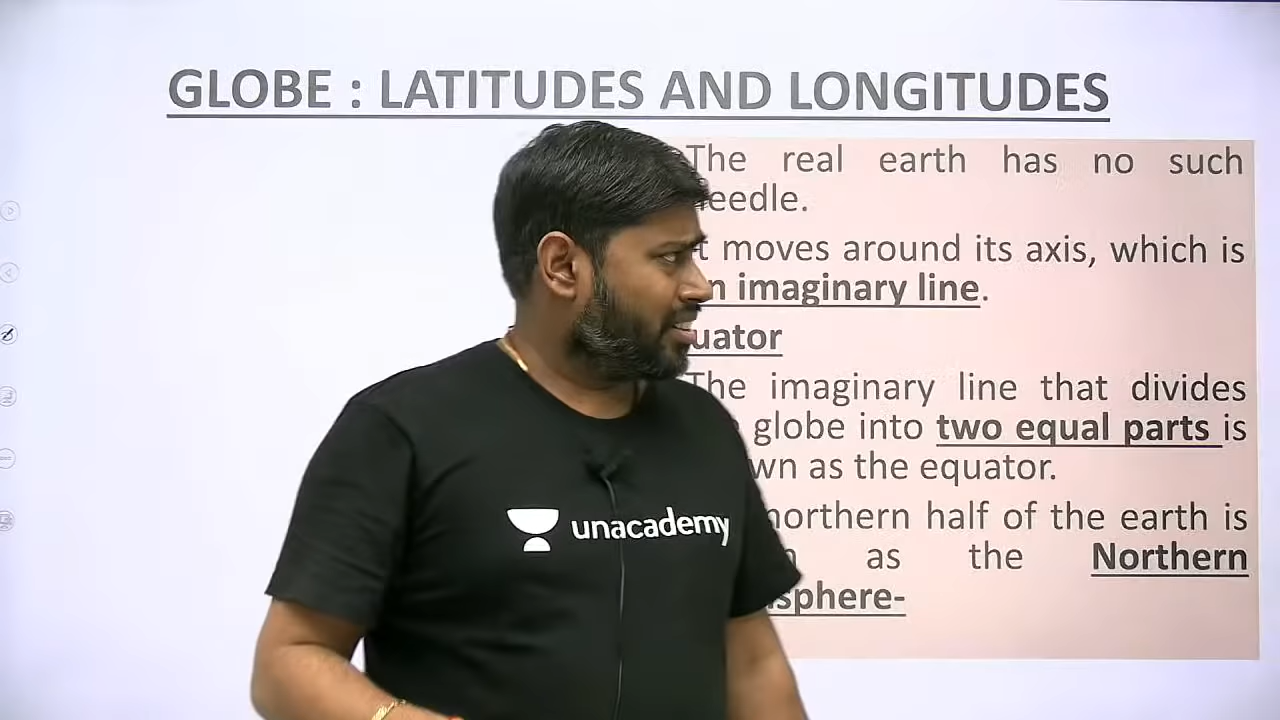 GLOBE : LATITUDES AND LONGITUDES
The real earth has no such
needle.
moves around its axis, which is
imaginary line.
The imaginary line that divides
globe into two equal parts is
as the equator.
northern half of the earth is
as the Northern
unacademy